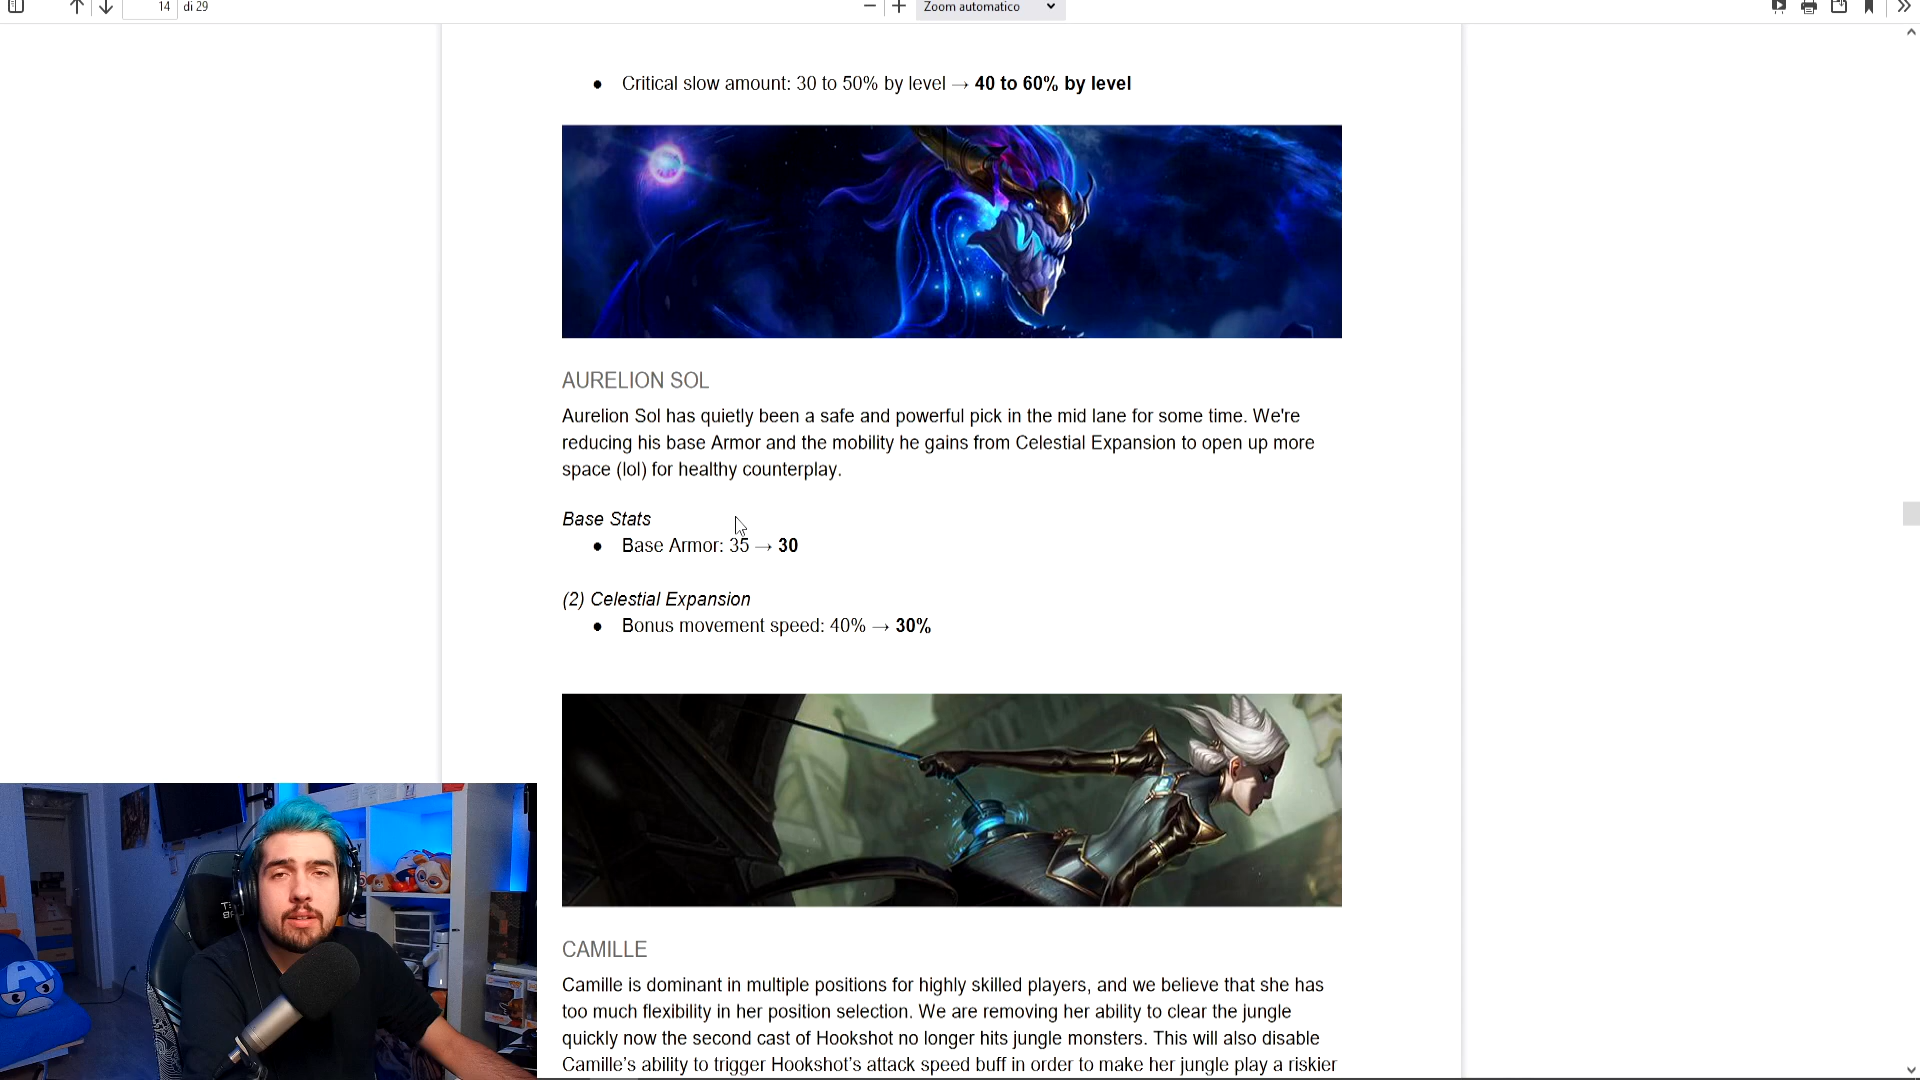 14 di 29
Zoom automatico
● Critical slow amount: 30 to 50% by level → 40 to 60% by level
AURELION SOL
Aurelion Sol has quietly been a safe and powerful pick in the mid lane for some time. We're
reducing his base Armor and the mobility he gains from Celestial Expansion to open up more
space (lol) for healthy counterplay.
Base Stats
● Base Armor: 35 → 30
(2) Celestial Expansion
● Bonus movement speed: 40% → 30%
CAMILLE
Camille is dominant in multiple positions for highly skilled players, and we believe that she has
too much flexibility in her position selection. We are removing her ability to clear the jungle
quickly now the second cast of Hookshot no longer hits jungle monsters. This will also disable
Camille’s ability to trigger Hookshot’s attack speed buff in order to make her jungle play a riskier